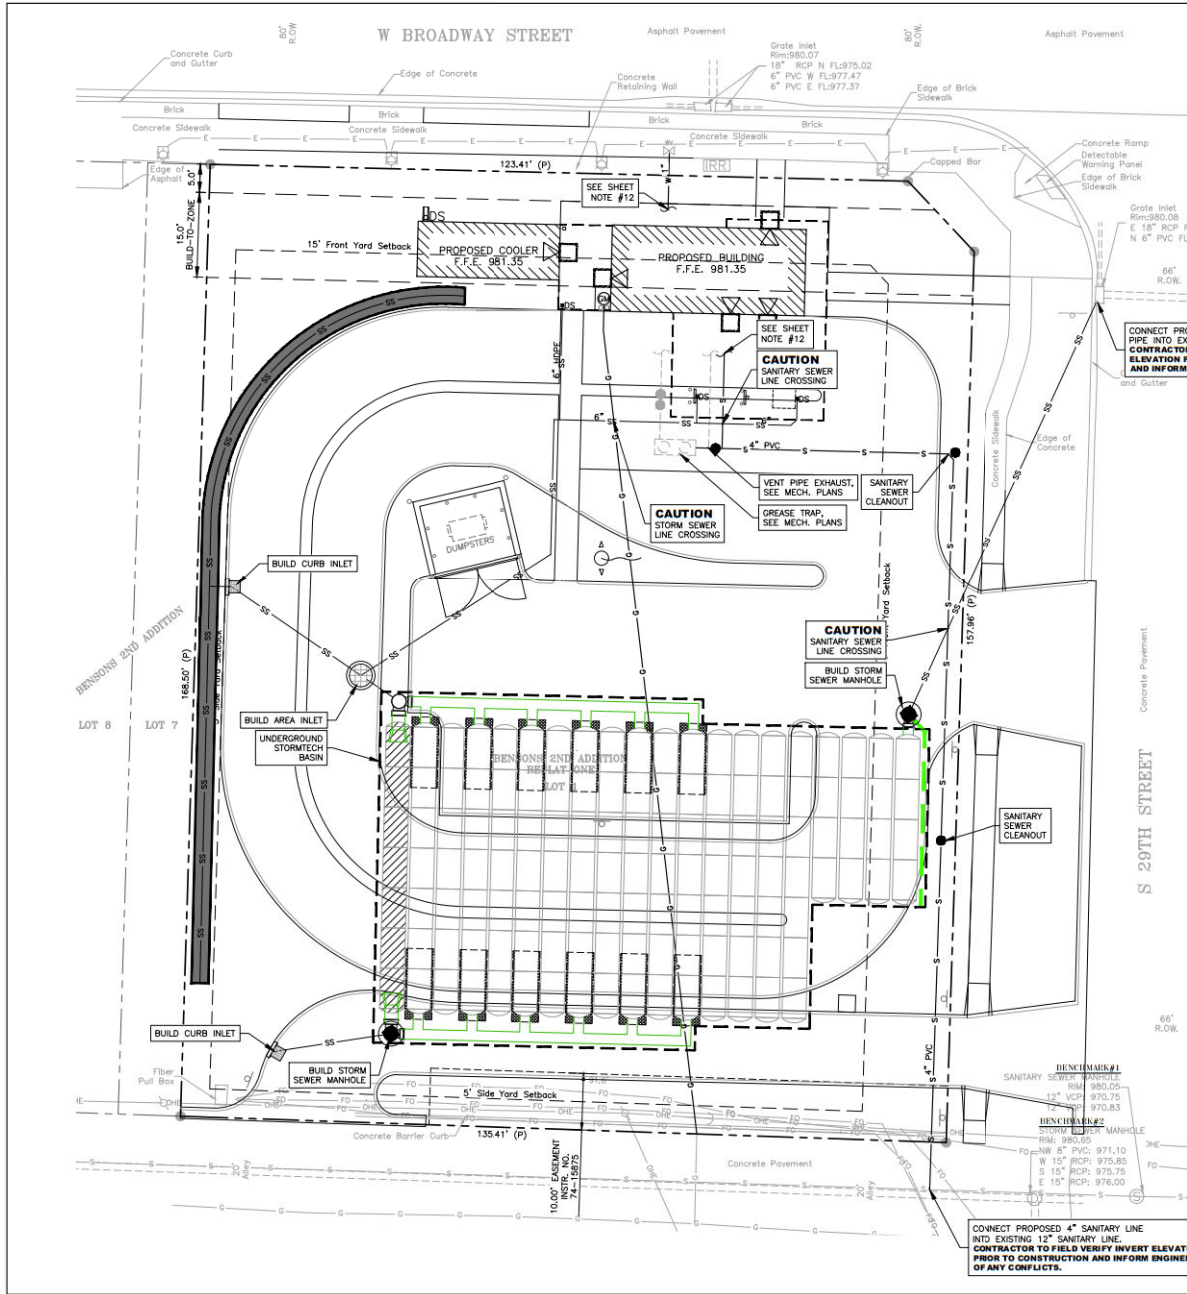 W BROADWAY STREET
80'
R.O.W
80'
R.O.W.
Asphalt Pavement
Asphalt Pavement
Concrete Curb
and Gutter
Edge of Concrete
Concrete
Retaining Wall
Grate Inlet
Rim:980.07
18" RCP N FL:975.02
6" PVC W FL:977.47
6" PVC E FL:977.37
Edge of Brick
Sidewalk
Brick
Brick
Brick
Brick
Concrete Sidewalk
Concrete Sidewalk
Concrete Sidewalk
Concrete Ramp
Detectable
Warning Panel
Edge of Brick
Sidewalk
Capped Bar
Edge of
Asphalt
123.41' (P)
IRR
5.0'
15.0'
BUILD-TO-ZONE
SEE SHEET
NOTE #12
Grate Inlet
Rim:980.08
E 18" RCP F
N 6" PVC FL
66'
R.O.W.
15' Front Yard Setback
DS
PROPOSED COOLER
F.F.E. 981.35
PROPOSED BUILDING
F.F.E. 981.35
GM
DS
SEE SHEET
NOTE #12
CAUTION
SANITARY SEWER
LINE CROSSING
CONNECT PRO
PIPE INTO EX
CONTRACTOR
ELEVATION P
AND INFORM
and Gutter
6" HDPE
DS
DS
6"
8"
4" PVC
Concrete Sidewalk
Edge of
Concrete
VENT PIPE EXHAUST,
SEE MECH. PLANS
SANITARY
SEWER
CLEANOUT
GREASE TRAP,
SEE MECH. PLANS
CAUTION
STORM SEWER
LINE CROSSING
DUMPSTERS
BUILD CURB INLET
BENSONS 2ND ADDITION
168.50' (P)
Side Yard Setback
Yard Setback
157.96' (P)
CAUTION
SANITARY SEWER
LINE CROSSING
BUILD STORM
SEWER MANHOLE
Concrete Pavement
LOT 8
LOT 7
BUILD AREA INLET
UNDERGROUND
STORMTECH
BASIN
BENSONS 2ND ADDITION
REPLAT ONE
LOT
SANITARY
SEWER
CLEANOUT
S 29TH STREET
BUILD CURB INLET
BUILD STORM
SEWER MANHOLE
Fiber
Pull Box
66'
R.O.W.
4" PVC
5' Side Yard Setback
Concrete Barrier Curb
135.41' (P)
10.00' EASEMENT
INSTR. NO.
74-15875
20'
Alley
20'
Alley
Concrete Pavement
BENCHMARK#1
SANITARY SEWER MANHOLE
RIM: 980.05
12" VCP: 970.75
12" VCP: 970.83
BENCHMARK#2
STORM SEWER MANHOLE
RIM: 980.65
NW 8" PVC: 971.10
W 15" RCP: 975.85
S 15" RCP: 975.75
E 15" RCP: 976.00
CONNECT PROPOSED 4" SANITARY LINE
INTO EXISTING 12" SANITARY LINE.
CONTRACTOR TO FIELD VERIFY INVERT ELEVAT
PRIOR TO CONSTRUCTION AND INFORM ENGINE
OF ANY CONFLICTS.